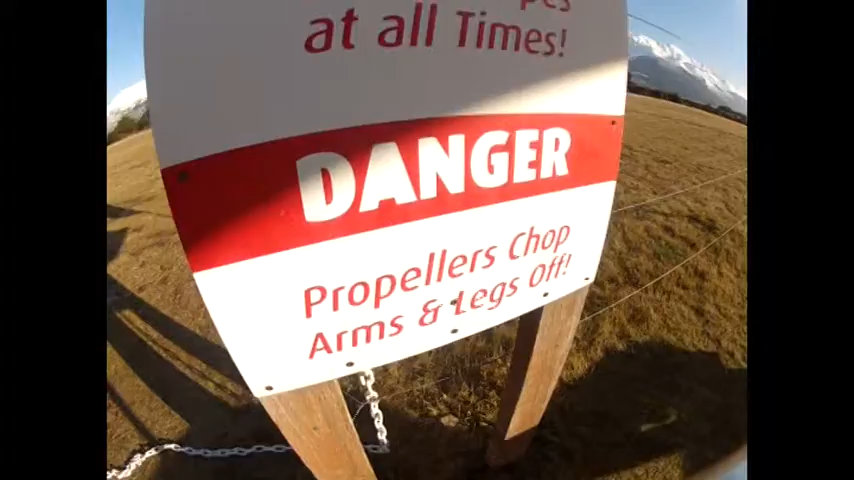 at all Times!
DANGER
Propellers Chop
Arms & Legs Off!